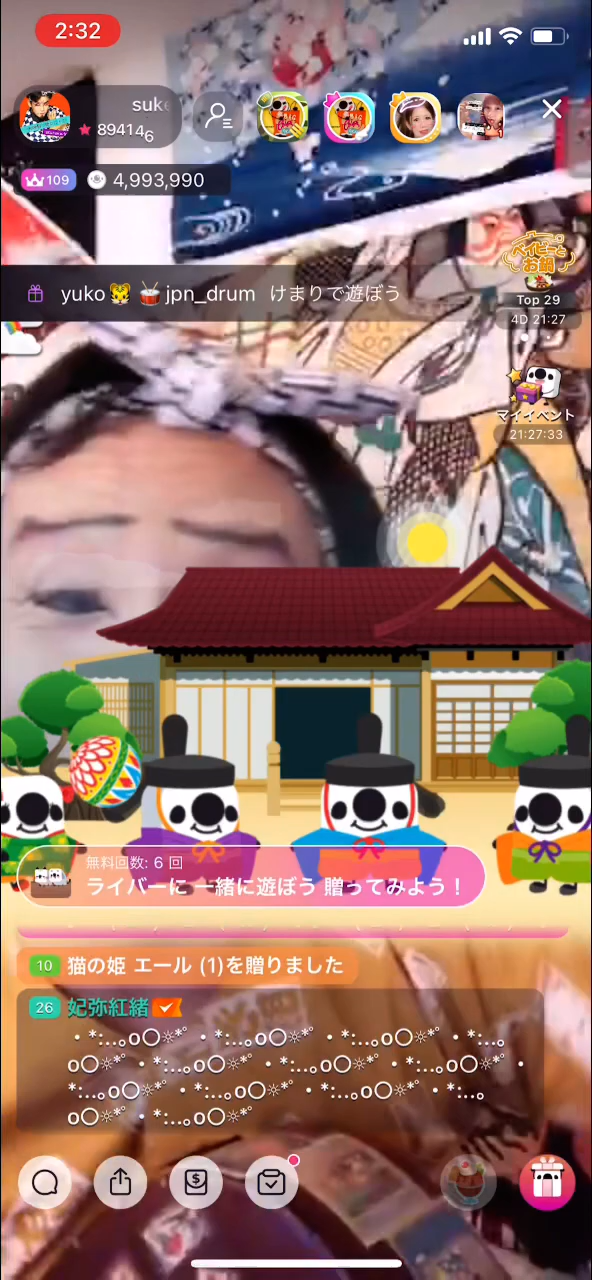 2:32
suke
★ 894146
109
4,993,990
ベイビーと
お鍋
Top 29
4D 21:27
yuko🐯🥁jpn_drum けまりで遊ぼう
マイイベント
21:27:33
無料回数: 6 回
ライバーに 一緒に遊ぼう 贈ってみよう！
10 猫の姫 エール (1)を贈りました
26 妃弥紅緒
・*:..｡o○☼*ﾟ ・*:..｡o○☼*ﾟ ・*:..｡o○☼*ﾟ ・*:..｡
o○☼*ﾟ ・*:..｡o○☼*ﾟ ・*:..｡o○☼*ﾟ ・*:..｡o○☼*ﾟ ・
*:..｡o○☼*ﾟ ・*:..｡o○☼*ﾟ ・*:..｡o○☼*ﾟ ・*:..｡
o○☼*ﾟ ・*:..｡o○☼*ﾟ